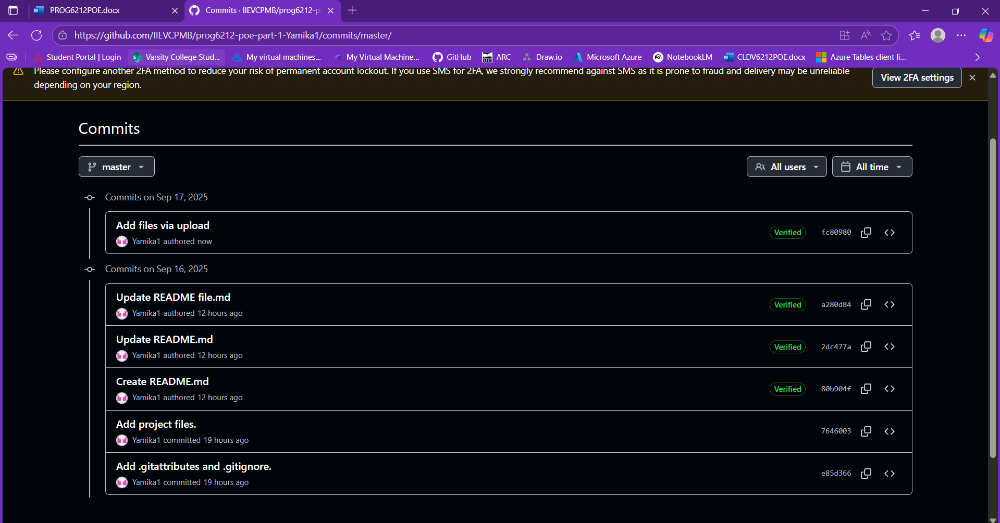 PROG6212POE.docx
Commits · IIEVCPMB/prog6212-p
https://github.com/IIEVCPMB/prog6212-poe-part-1-Yamika1/commits/master/
Student Portal | Login
Varsity College Stud...
My virtual machines...
My Virtual Machine...
GitHub
ARC
Draw.io
Microsoft Azure
NotebookLM
CLDV6212POE.docx
Azure Tables client li...
Please configure another 2FA method to reduce your risk of permanent account lockout. If you use SMS for 2FA, we strongly recommend against SMS as it is prone to fraud and delivery may be unreliable
depending on your region.
View 2FA settings
Commits
master
All users
All time
Commits on Sep 17, 2025
Add files via upload
Yamika1 authored now
Verified
fc80980
Commits on Sep 16, 2025
Update README file.md
Yamika1 authored 12 hours ago
Verified
a280d84
Update README.md
Yamika1 authored 12 hours ago
Verified
2dc477a
Create README.md
Yamika1 authored 12 hours ago
Verified
80b904f
Add project files.
Yamika1 committed 19 hours ago
7646003
Add .gitattributes and .gitignore.
Yamika1 committed 19 hours ago
e85d366